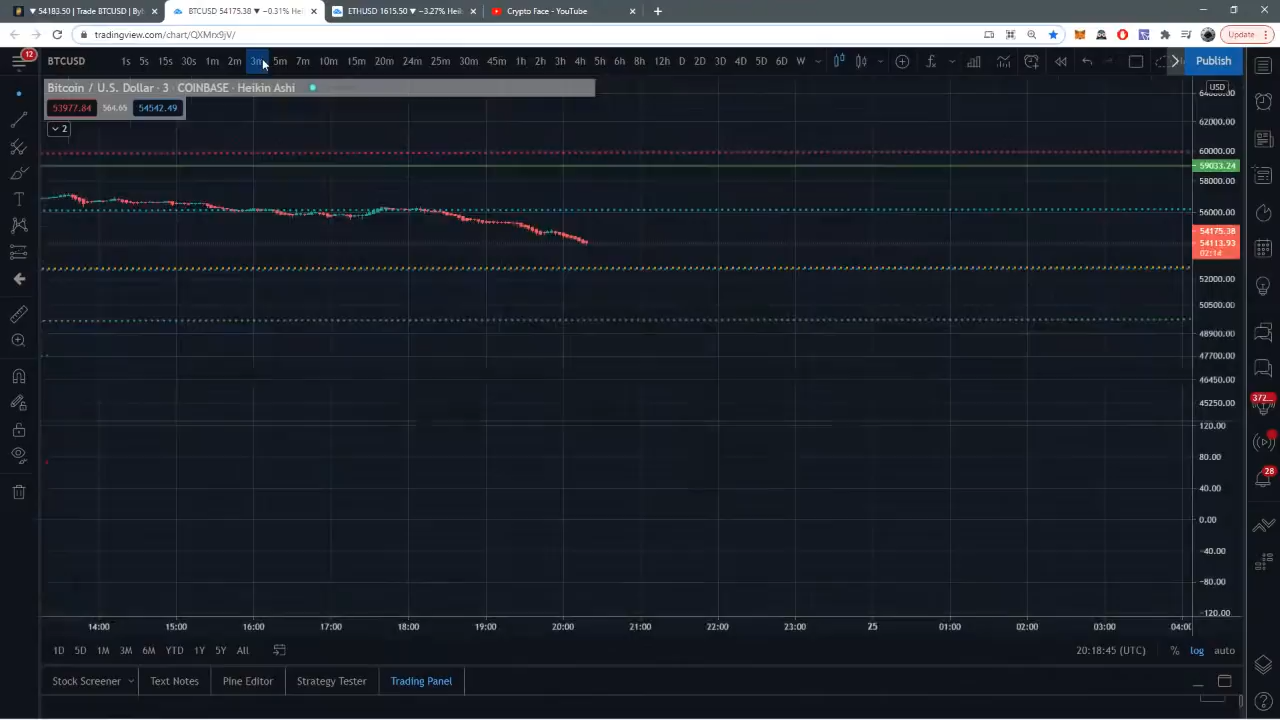 54183.50 | Trade BTCUSD | Byb
BTCUSD 54175.38 ▼ −0.31% Hei
ETHUSD 1615.50 ▼ −3.27% Heik
Crypto Face - YouTube
tradingview.com/chart/QXMrx9jV/
Update
12
BTCUSD
1s 5s 15s 30s 1m 2m 3m 5m 7m 10m 15m 20m 24m 25m 30m 45m 1h 2h 3h 4h 5h 6h 8h 12h D 2D 3D 4D 5D 6D W
Publish
Bitcoin / U.S. Dollar · 3 · COINBASE · Heikin Ashi
USD
53977.84 564.65 54542.49
2
62000.00
60000.00
59033.24
58000.00
56000.00
54175.38
54113.93
02:14
52000.00
50500.00
48900.00
47700.00
46450.00
45250.00
120.00
80.00
40.00
0.00
−40.00
−80.00
−120.00
372
28
14:00 15:00 16:00 17:00 18:00 19:00 20:00 21:00 22:00 23:00 25 01:00 02:00 03:00 04:00
1D 5D 1M 3M 6M YTD 1Y 5Y All
20:18:45 (UTC) % log auto
Stock Screener Text Notes Pine Editor Strategy Tester Trading Panel